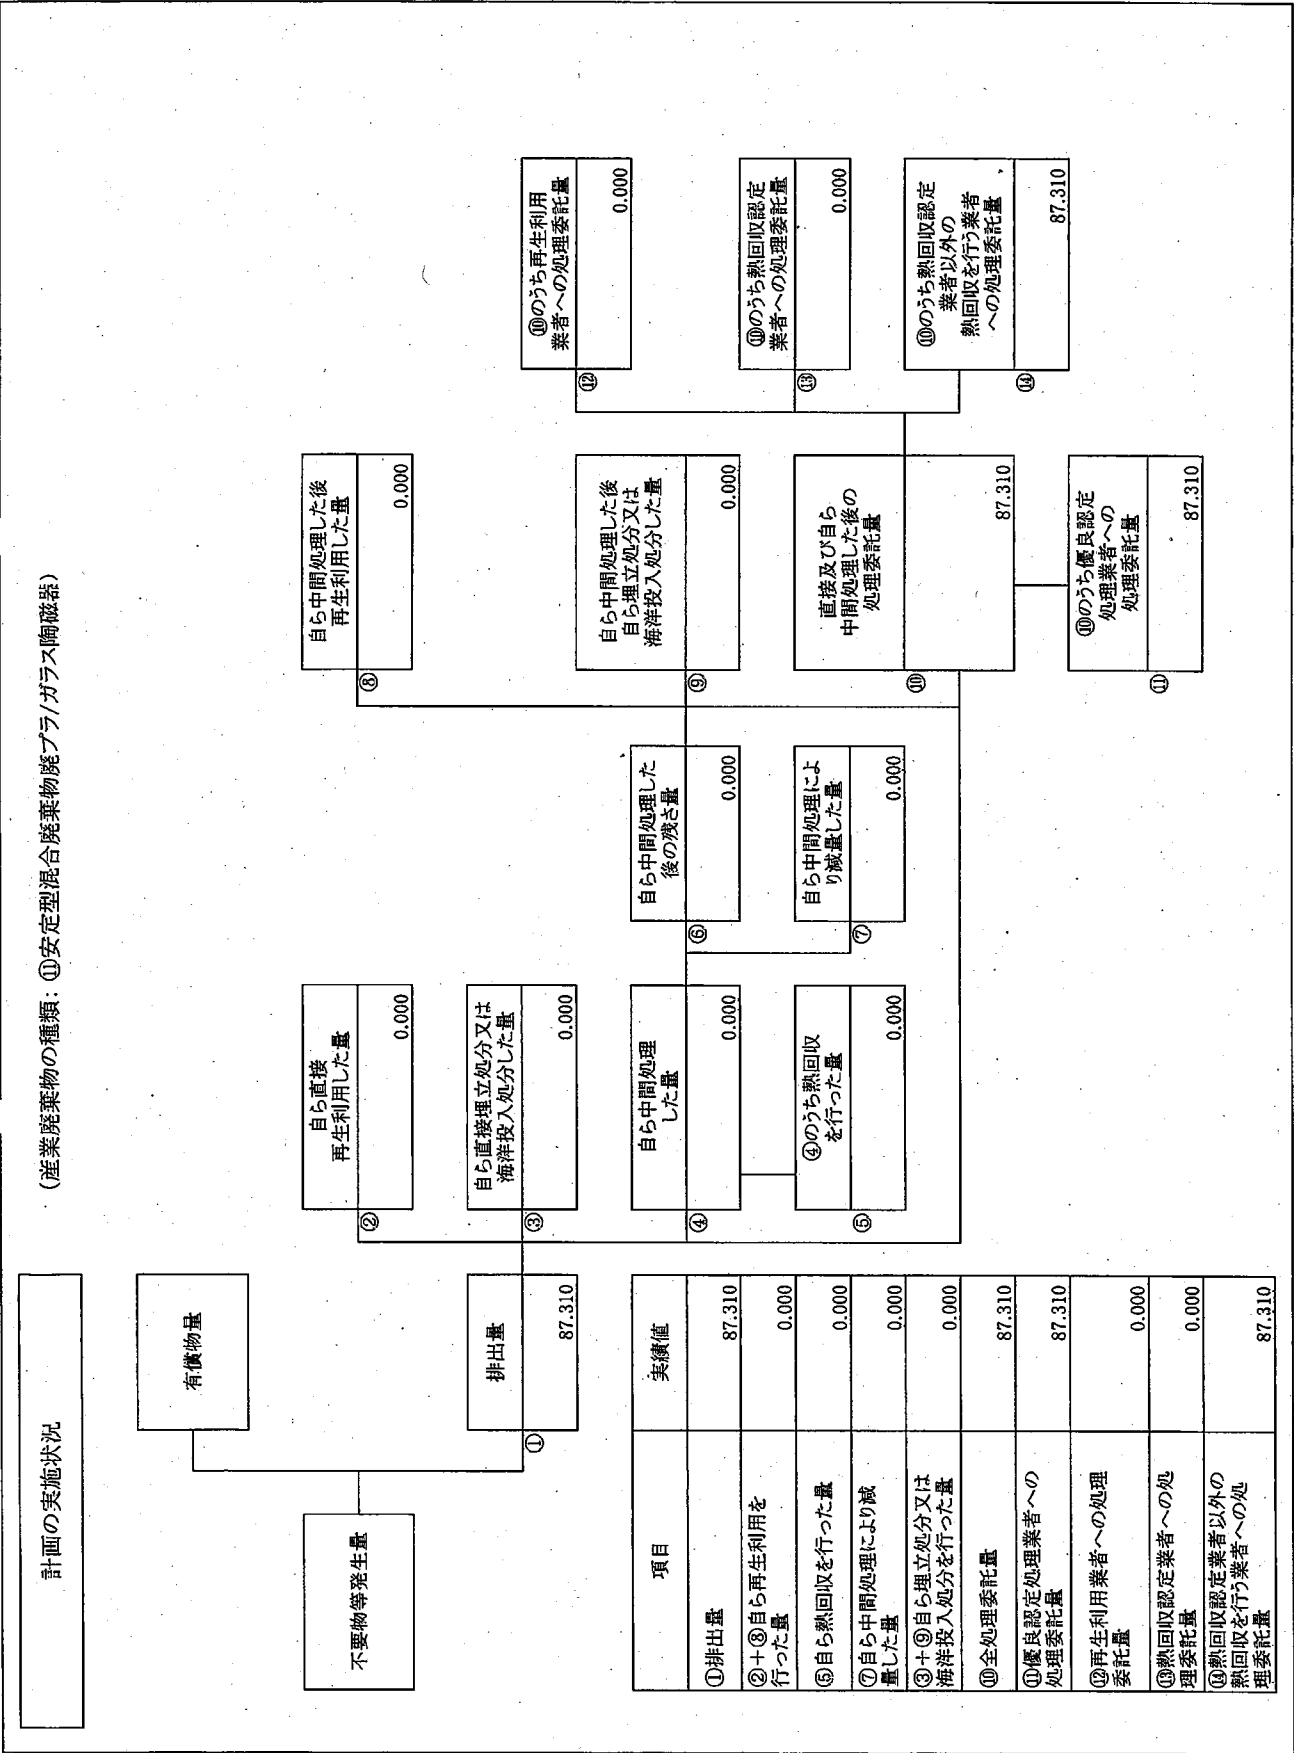 計画の実施状況
(産業廃棄物の種類: ⑪安定型混合廃棄物廃プラ/ガラス陶磁器)
不要物等発生量
有償物量
①
排出量
87.310
②
自ら直接
再生利用した量
0.000
③
自ら直接埋立処分又は
海洋投入処分した量
0.000
④
自ら中間処理
した量
0.000
⑤
④のうち熱回収
を行った量
0.000
⑥
自ら中間処理した
後の残さ量
0.000
⑦
自ら中間処理によ
り減量した量
0.000
⑧
自ら中間処理した後
再生利用した量
0.000
⑨
自ら中間処理した後
自ら埋立処分又は
海洋投入処分した量
0.000
⑩
直接及び自ら
中間処理した後の
処理委託量
87.310
⑪
⑩のうち優良認定
処理業者への
処理委託量
87.310
⑫
⑩のうち再生利用
業者への処理委託量
0.000
⑬
⑩のうち熱回収認定
業者への処理委託量
0.000
⑭
⑩のうち熱回収認定
業者以外の
熱回収を行う業者
への処理委託量
87.310
項目 実績値
①排出量 87.310
②+⑧自ら再生利用を
行った量 0.000
⑤自ら熱回収を行った量 0.000
⑦自ら中間処理により減
量した量 0.000
③+⑨自ら埋立処分又は
海洋投入処分を行った量 0.000
⑩全処理委託量 87.310
⑪優良認定処理業者への
処理委託量 87.310
⑫再生利用業者への処理
委託量 0.000
⑬熱回収認定業者への処
理委託量 0.000
⑭熱回収認定業者以外の
熱回収を行う業者への処
理委託量 87.310